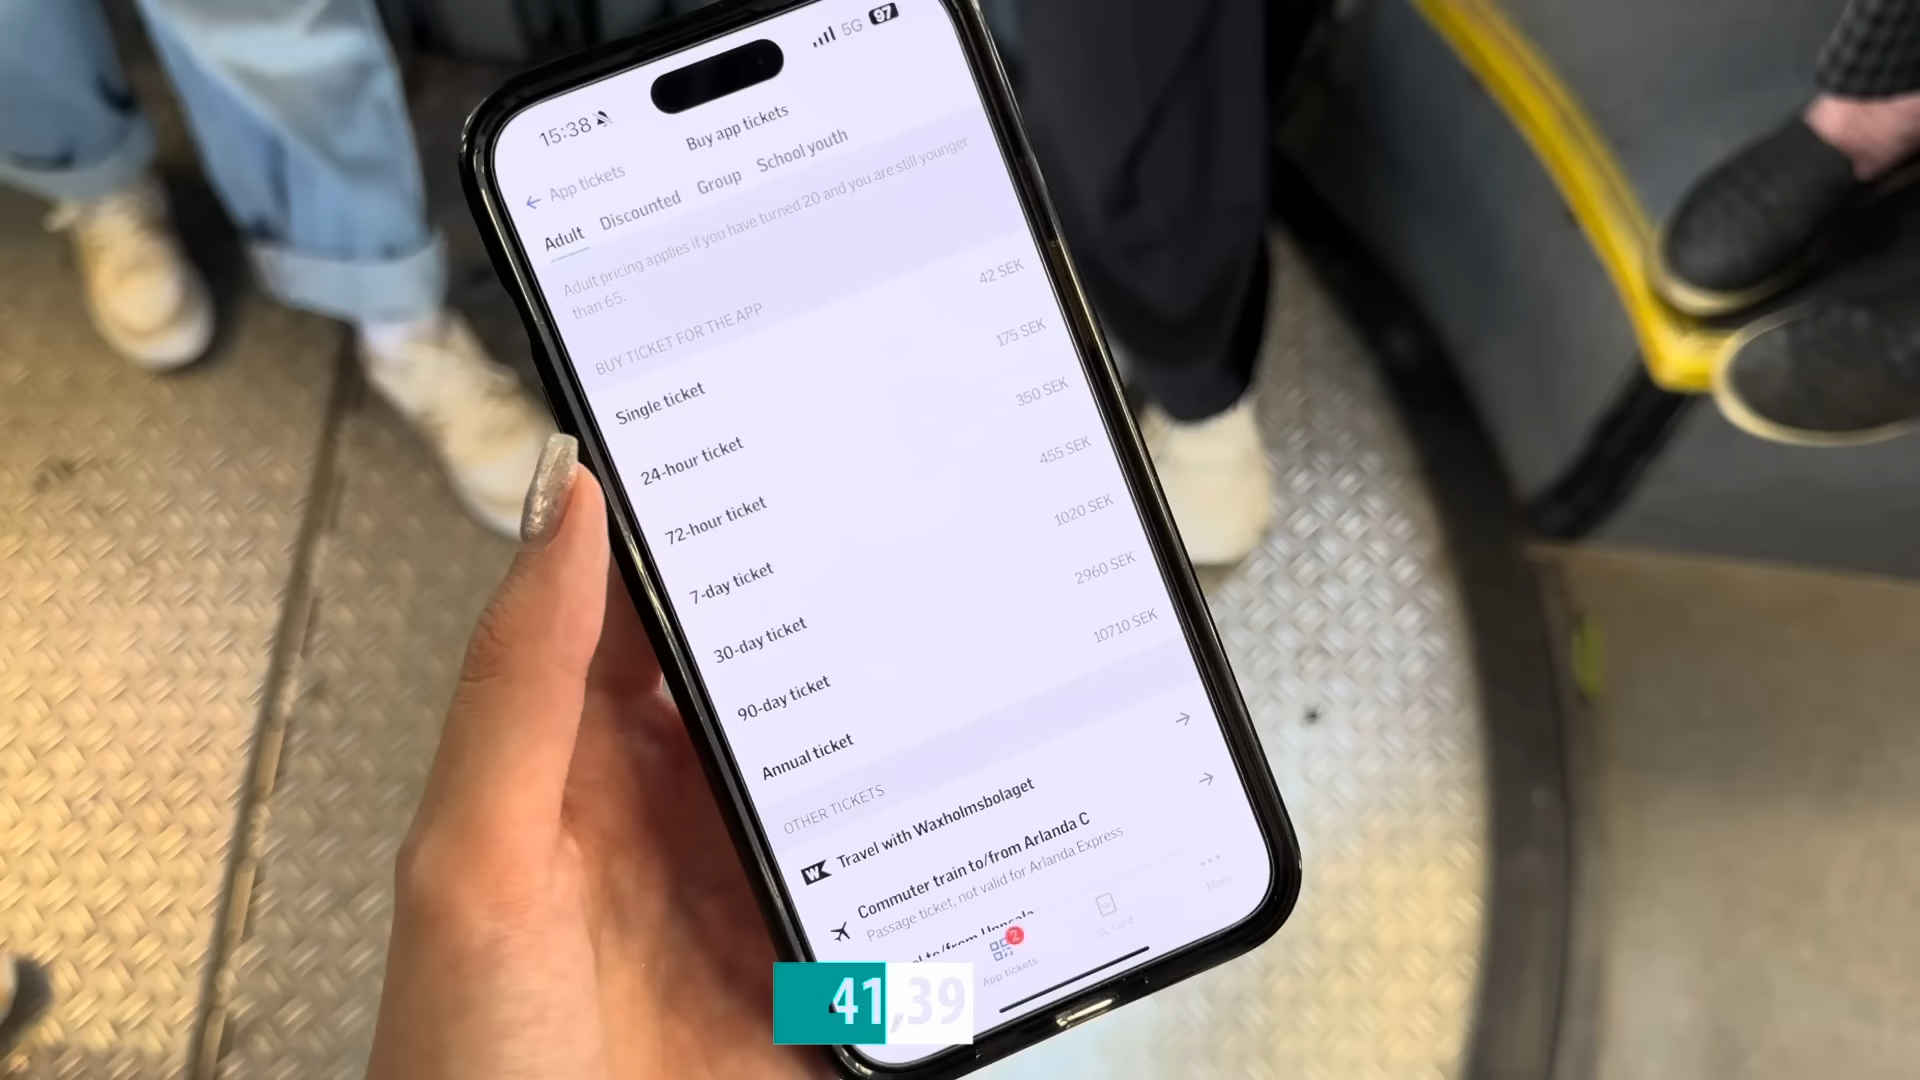 15:38
5G 97
Buy app tickets
App tickets
Adult Discounted Group School youth
Adult pricing applies if you have turned 20 and you are still younger
than 65.
BUY TICKET FOR THE APP
Single ticket 42 SEK
24-hour ticket 175 SEK
72-hour ticket 350 SEK
7-day ticket 455 SEK
30-day ticket 1020 SEK
90-day ticket 2960 SEK
Annual ticket 10710 SEK
OTHER TICKETS
W Travel with Waxholmsbolaget
Commuter train to/from Arlanda C
Passage ticket, not valid for Arlanda Express
to/from
2
App tickets
SL card
More
41,39